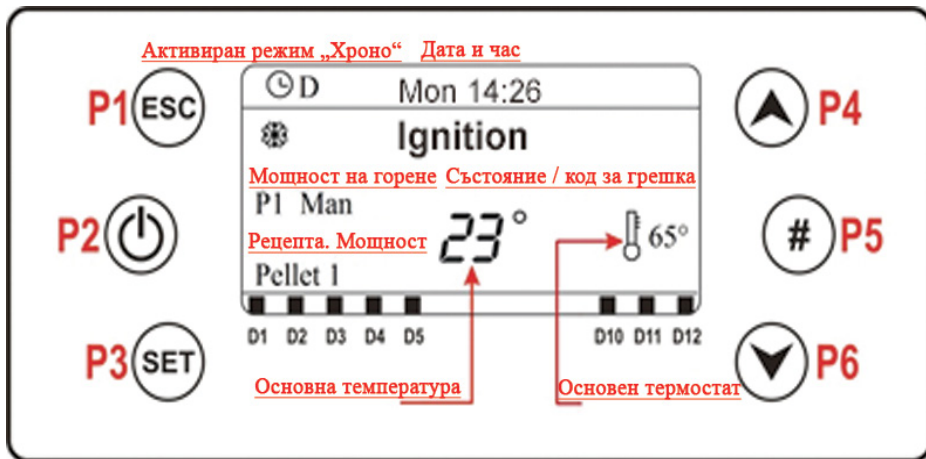 Активиран режим „Хроно“ Дата и час
P1 ESC D Mon 14:26 P4
Ignition
Мощност на горене Състояние / код за грешка
P1 Man
P2 23° 65° # P5
Рецепта. Мощност
Pellet 1
D1 D2 D3 D4 D5 D10 D11 D12
P3 SET P6
Основна температура Основен термостат